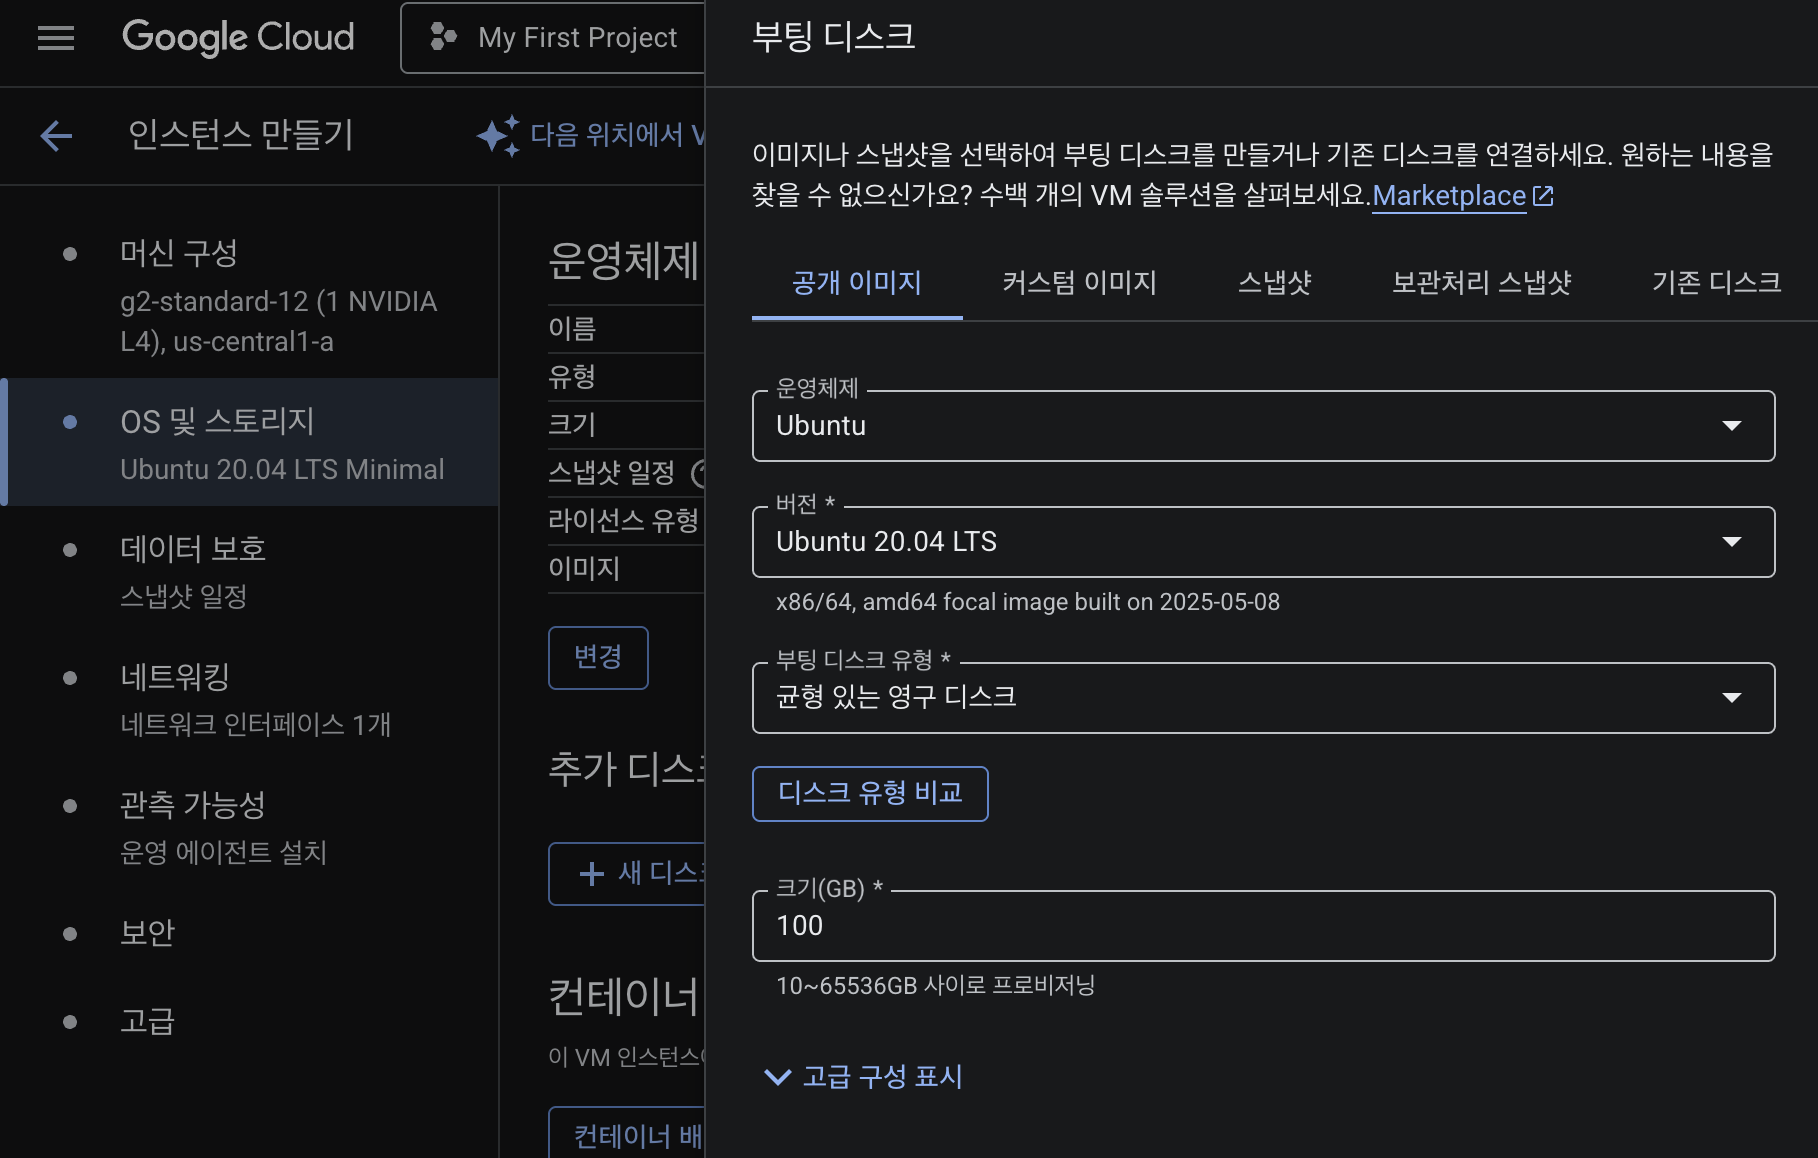 Google Cloud
My First Project
인스턴스 만들기
다음 위치에서 V
머신 구성
g2-standard-12 (1 NVIDIA
L4), us-central1-a
OS 및 스토리지
Ubuntu 20.04 LTS Minimal
데이터 보호
스냅샷 일정
네트워킹
네트워크 인터페이스 1개
관측 가능성
운영 에이전트 설치
보안
고급
운영체제
이름
유형
크기
스냅샷 일정
라이선스 유형
이미지
변경
추가 디스크
새 디스크
컨테이너
이 VM 인스턴스에
컨테이너 배
부팅 디스크
이미지나 스냅샷을 선택하여 부팅 디스크를 만들거나 기존 디스크를 연결하세요. 원하는 내용을
찾을 수 없으신가요? 수백 개의 VM 솔루션을 살펴보세요.Marketplace
공개 이미지
커스텀 이미지
스냅샷
보관처리 스냅샷
기존 디스크
운영체제
Ubuntu
버전 *
Ubuntu 20.04 LTS
x86/64, amd64 focal image built on 2025-05-08
부팅 디스크 유형 *
균형 있는 영구 디스크
디스크 유형 비교
크기(GB) *
100
10~65536GB 사이로 프로비저닝
고급 구성 표시